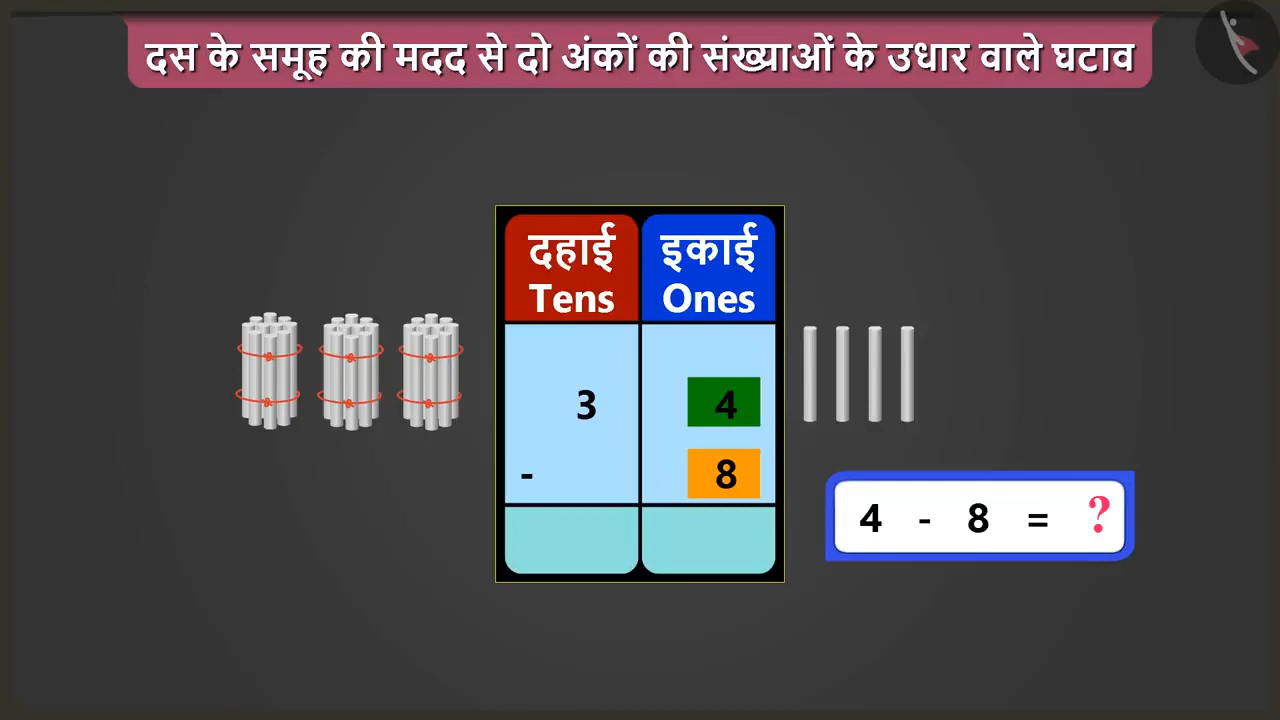 दस के समूह की मदद से दो अंकों की संख्याओं के उधार वाले घटाव
दहाई इकाई
Tens Ones
3 4
- 8
4 - 8 = ?